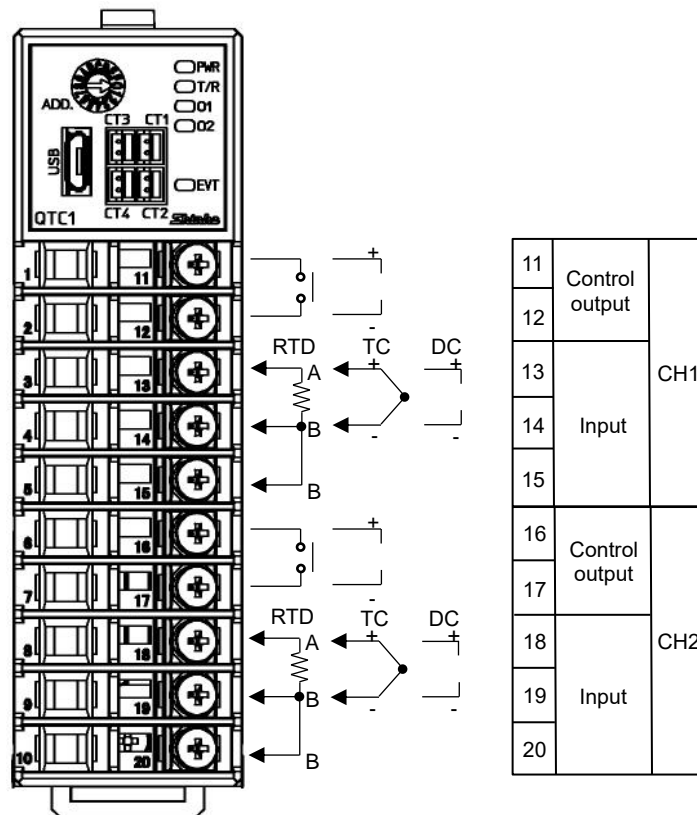 PWR
T/R
O1
O2
EVT
ADD.
CT3 CT1
USB
CT4 CT2
QTC1 Shinko
1 11
2 12
3 13
4 14
5 15
6 16
7 17
8 18
9 19
10 20
+
-
RTD TC DC
A + +
B - -
B
+
-
RTD TC DC
A + +
B - -
B
11 Control output CH1
12
13 Input
14
15
16 Control output CH2
17
18 Input
19
20